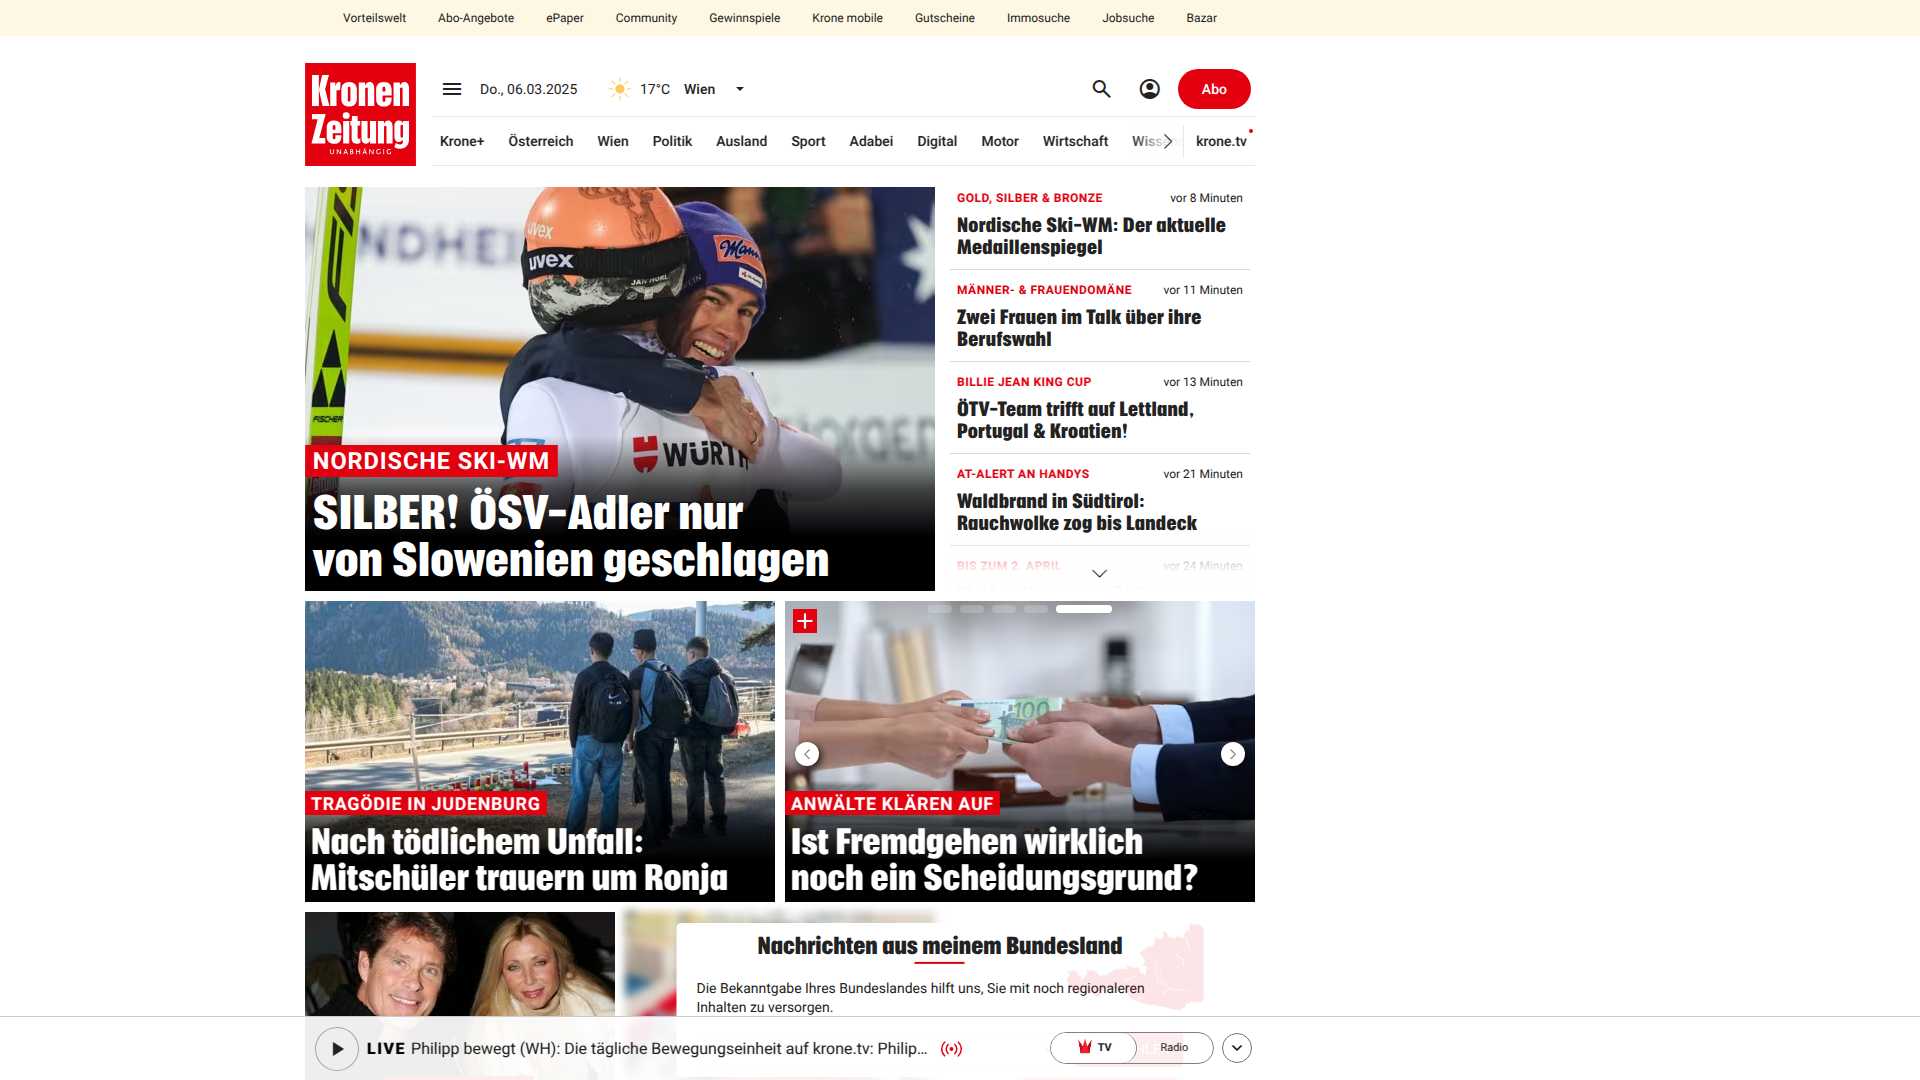 Vorteilswelt Abo-Angebote ePaper Community Gewinnspiele Krone mobile Gutscheine Immosuche Jobsuche Bazar
Kronen
Zeitung
UNABHÄNGIG
Do., 06.03.2025 17°C Wien
Abo
Krone+ Österreich Wien Politik Ausland Sport Adabei Digital Motor Wirtschaft krone.tv
uvex
uvex
JAN HÖRL
Mann
FISCHER
WÜRTH
NORDISCHE SKI-WM
SILBER! ÖSV-Adler nur
von Slowenien geschlagen
GOLD, SILBER & BRONZE vor 8 Minuten
Nordische Ski-WM: Der aktuelle
Medaillenspiegel
MÄNNER- & FRAUENDOMÄNE vor 11 Minuten
Zwei Frauen im Talk über ihre
Berufswahl
BILLIE JEAN KING CUP vor 13 Minuten
ÖTV-Team trifft auf Lettland,
Portugal & Kroatien!
AT-ALERT AN HANDYS vor 21 Minuten
Waldbrand in Südtirol:
Rauchwolke zog bis Landeck
BIS ZUM 2. APRIL vor 24 Minuten
TRAGÖDIE IN JUDENBURG
Nach tödlichem Unfall:
Mitschüler trauern um Ronja
100
ANWÄLTE KLÄREN AUF
Ist Fremdgehen wirklich
noch ein Scheidungsgrund?
Nachrichten aus meinem Bundesland
Die Bekanntgabe Ihres Bundeslandes hilft uns, Sie mit noch regionaleren
Inhalten zu versorgen.
LIVE Philipp bewegt (WH): Die tägliche Bewegungseinheit auf krone.tv: Philip...
TV Radio